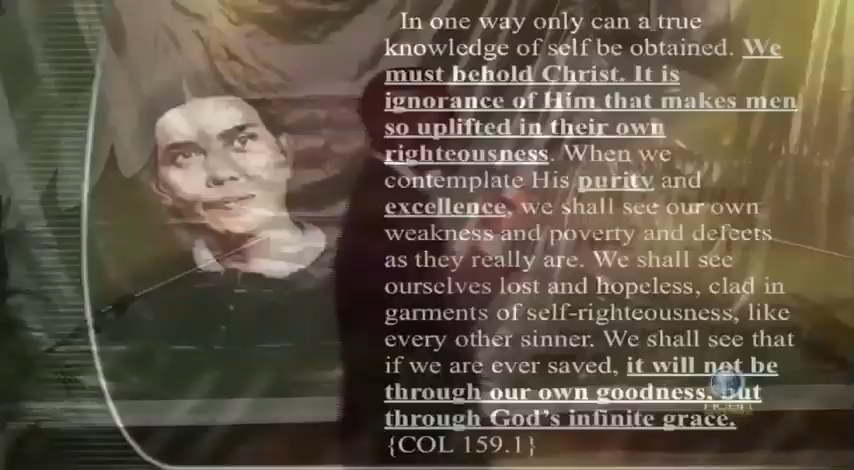 In one way only can a true
knowledge of self be obtained. We
must behold Christ. It is
ignorance of Him that makes men
so uplifted in their own
righteousness. When we
contemplate His purity and
excellence, we shall see our own
weakness and poverty and defects
as they really are. We shall see
ourselves lost and hopeless, clad in
garments of self-righteousness, like
every other sinner. We shall see that
if we are ever saved, it will not be
through our own goodness, but
through God's infinite grace.
{COL 159.1}